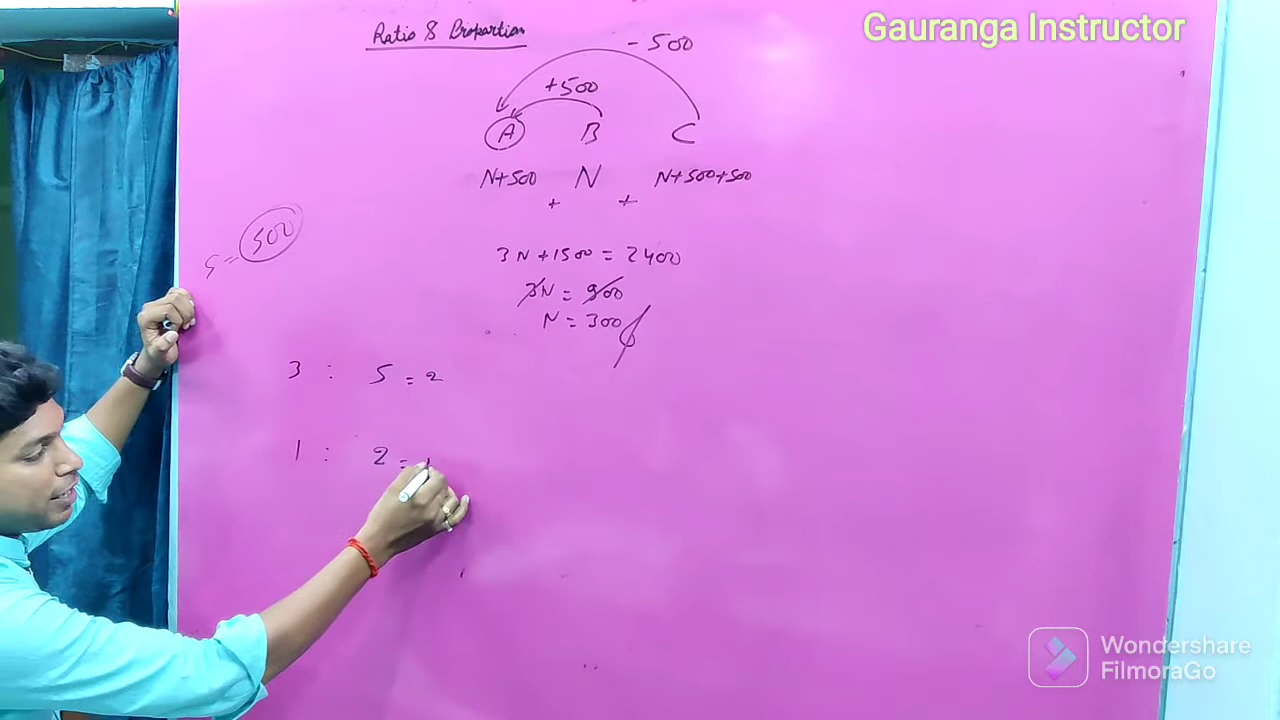 Gauranga Instructor
Ratio & Proportion
- 500
+500
A B C
N+500 N N+500+500
+ +
3N+1500 = 2400
3N = 900
N = 300
S = 500
3 : 5 = 2
1 : 2 = 1
Wondershare
FilmoraGo